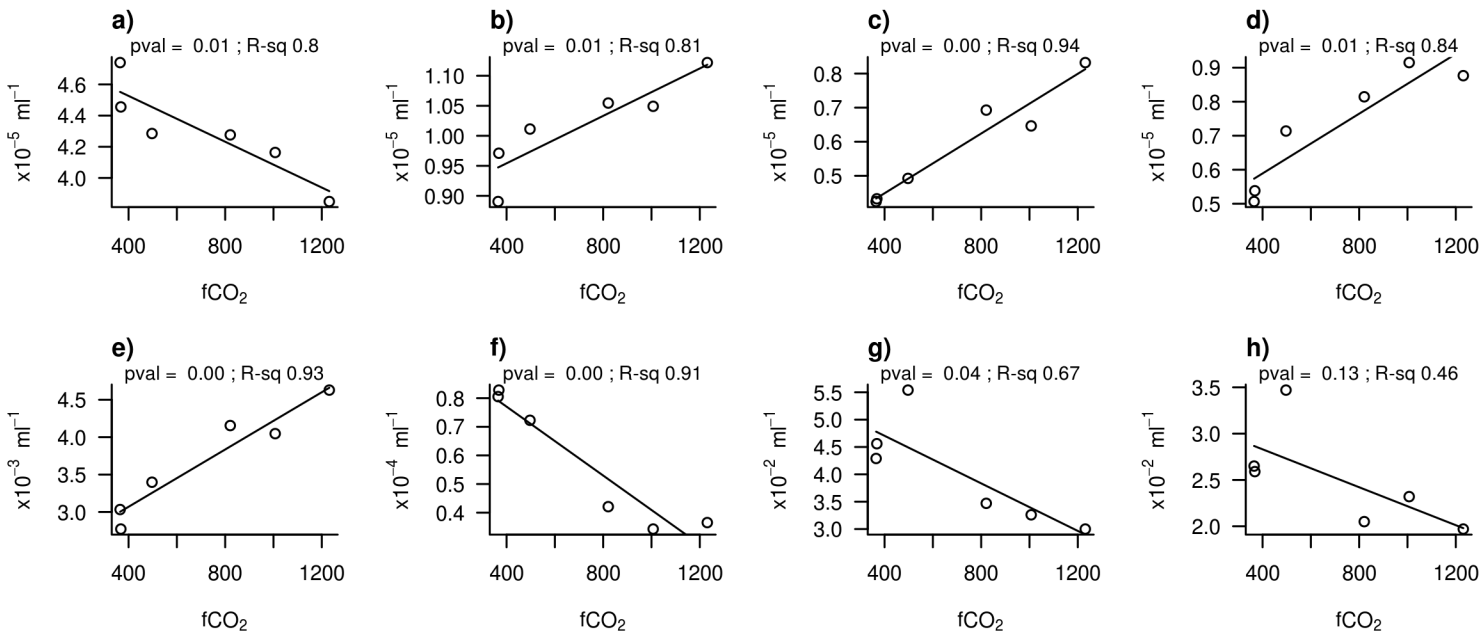 a)
pval = 0.01 ; R-sq 0.8
x10⁻⁵ ml⁻¹
4.6
4.4
4.2
4.0
400 800 1200
fCO₂
b)
pval = 0.01 ; R-sq 0.81
x10⁻⁵ ml⁻¹
1.10
1.05
1.00
0.95
0.90
400 800 1200
fCO₂
c)
pval = 0.00 ; R-sq 0.94
x10⁻⁵ ml⁻¹
0.8
0.7
0.6
0.5
400 800 1200
fCO₂
d)
pval = 0.01 ; R-sq 0.84
x10⁻⁵ ml⁻¹
0.9
0.8
0.7
0.6
0.5
400 800 1200
fCO₂
e)
pval = 0.00 ; R-sq 0.93
x10⁻³ ml⁻¹
4.5
4.0
3.5
3.0
400 800 1200
fCO₂
f)
pval = 0.00 ; R-sq 0.91
x10⁻⁴ ml⁻¹
0.8
0.7
0.6
0.5
0.4
400 800 1200
fCO₂
g)
pval = 0.04 ; R-sq 0.67
x10⁻² ml⁻¹
5.5
5.0
4.5
4.0
3.5
3.0
400 800 1200
fCO₂
h)
pval = 0.13 ; R-sq 0.46
x10⁻² ml⁻¹
3.5
3.0
2.5
2.0
400 800 1200
fCO₂